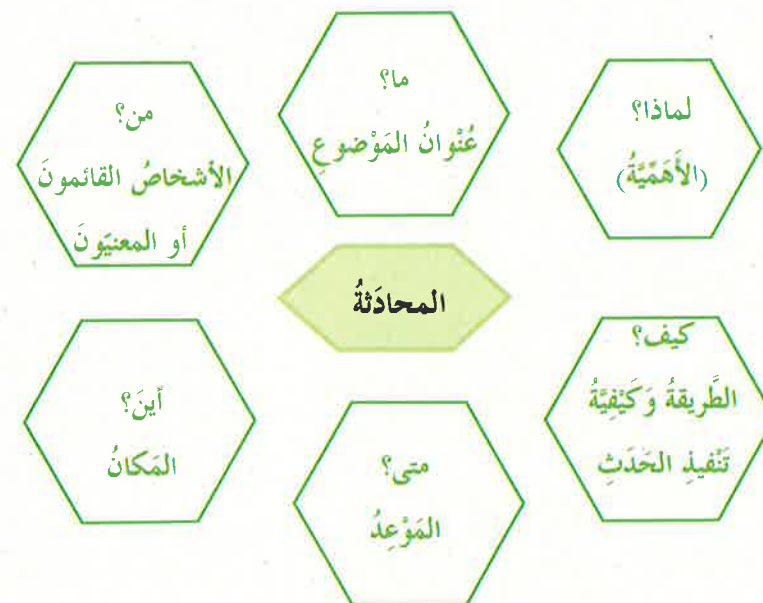 لماذا؟
(الأَهَمِّيَّةُ)
ما؟
عُنْوانُ المَوْضوعِ
من؟
الأشخاصُ القائمونَ
أو المعنيّونَ
المحادَثةُ
كيف؟
الطَّريقةُ وَكَيْفِيَّةُ
تَنْفيذِ الحَدَثِ
متى؟
المَوْعِدُ
أينَ؟
المَكانُ